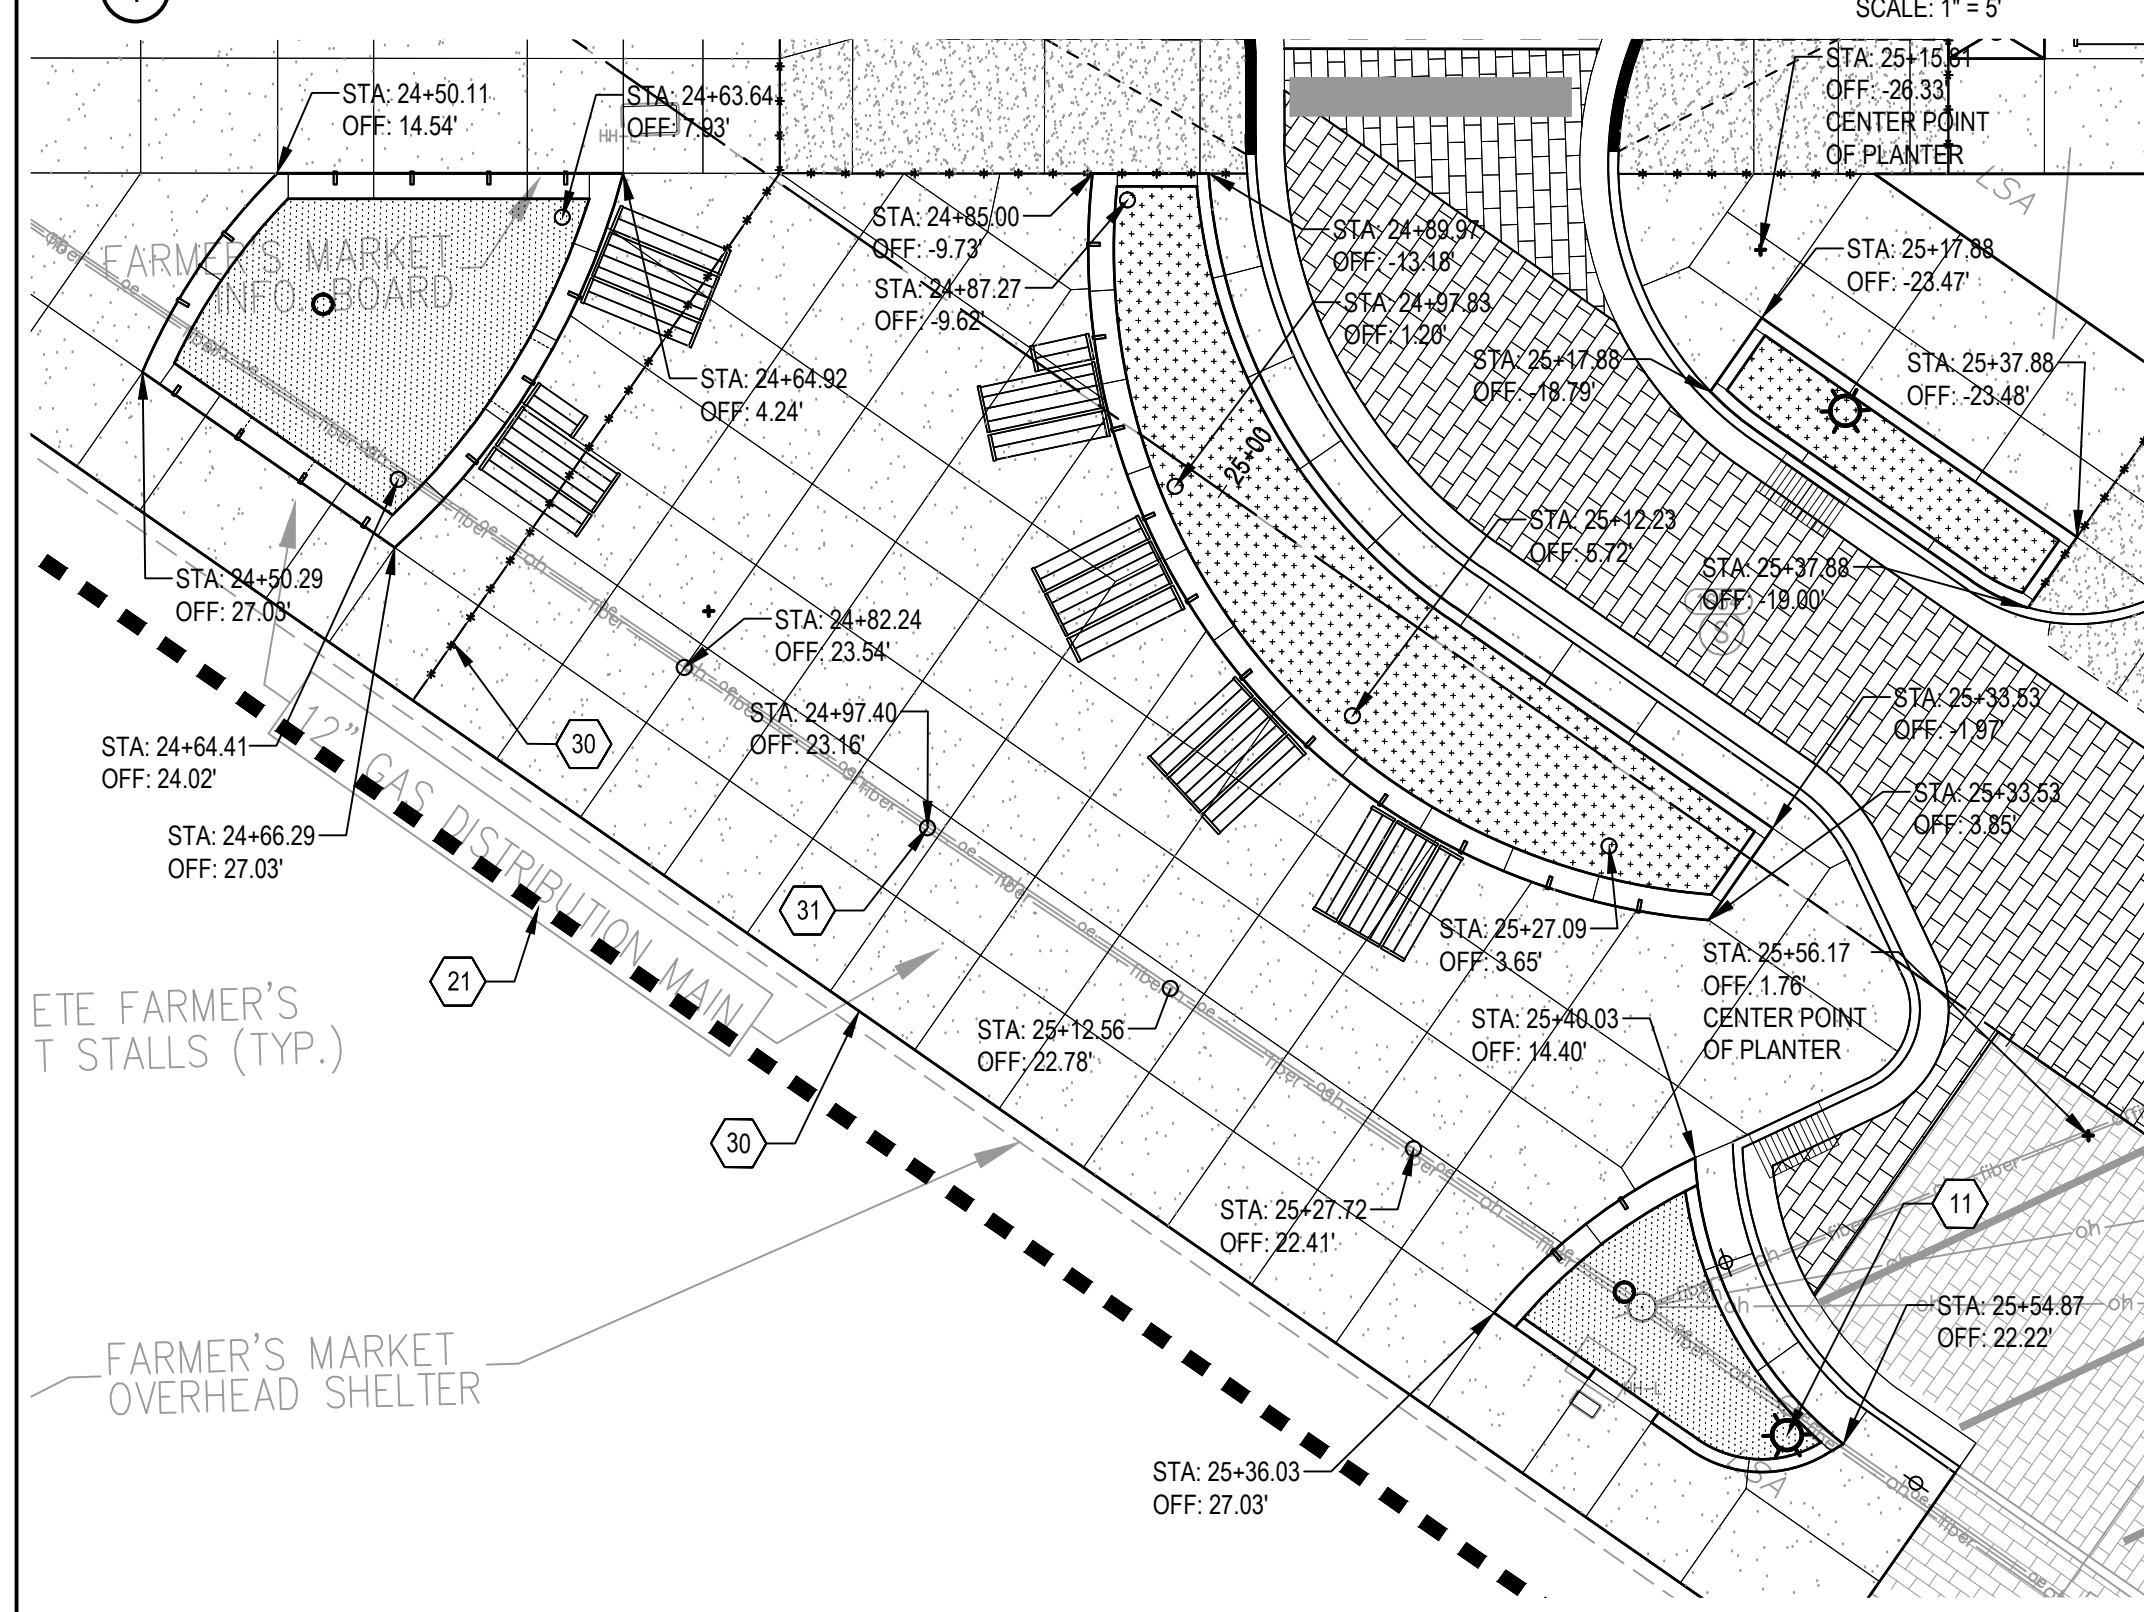 SCALE: 1" = 5'
STA: 24+50.11
OFF: 14.54'
STA: 24+63.64
OFF: 7.93'
HH-L
STA: 25+15.81
OFF: -26.33'
CENTER POINT
OF PLANTER
LSA
STA: 24+85.00
OFF: -9.73'
STA: 24+89.97
OFF: -13.18'
STA: 25+17.88
OFF: -23.47'
FARMER'S MARKET
INFO. BOARD
STA: 24+87.27
OFF: -9.62'
STA: 24+97.83
OFF: 1.20'
STA: 25+17.88
OFF: -18.79'
STA: 25+37.88
OFF: -23.48'
STA: 24+64.92
OFF: 4.24'
25+00
STA: 25+12.23
OFF: 5.72'
STA: 25+37.88
OFF: -19.00'
S
STA: 24+50.29
OFF: 27.03'
STA: 24+82.24
OFF: 23.54'
STA: 24+97.40
OFF: 23.16'
30
STA: 25+33.53
OFF: -1.97'
STA: 24+64.41
OFF: 24.02'
STA: 25+33.53
OFF: 3.85'
STA: 24+66.29
OFF: 27.03'
12" GAS DISTRIBUTION MAIN
31
STA: 25+27.09
OFF: 3.65'
STA: 25+56.17
OFF: 1.76'
CENTER POINT
OF PLANTER
21
ETE FARMER'S
T STALLS (TYP.)
STA: 25+12.56
OFF: 22.78'
STA: 25+40.03
OFF: 14.40'
30
STA: 25+27.72
OFF: 22.41'
11
STA: 25+54.87
OFF: 22.22'
FARMER'S MARKET
OVERHEAD SHELTER
HH-L
LSA
STA: 25+36.03
OFF: 27.03'
fiber
oe
oh